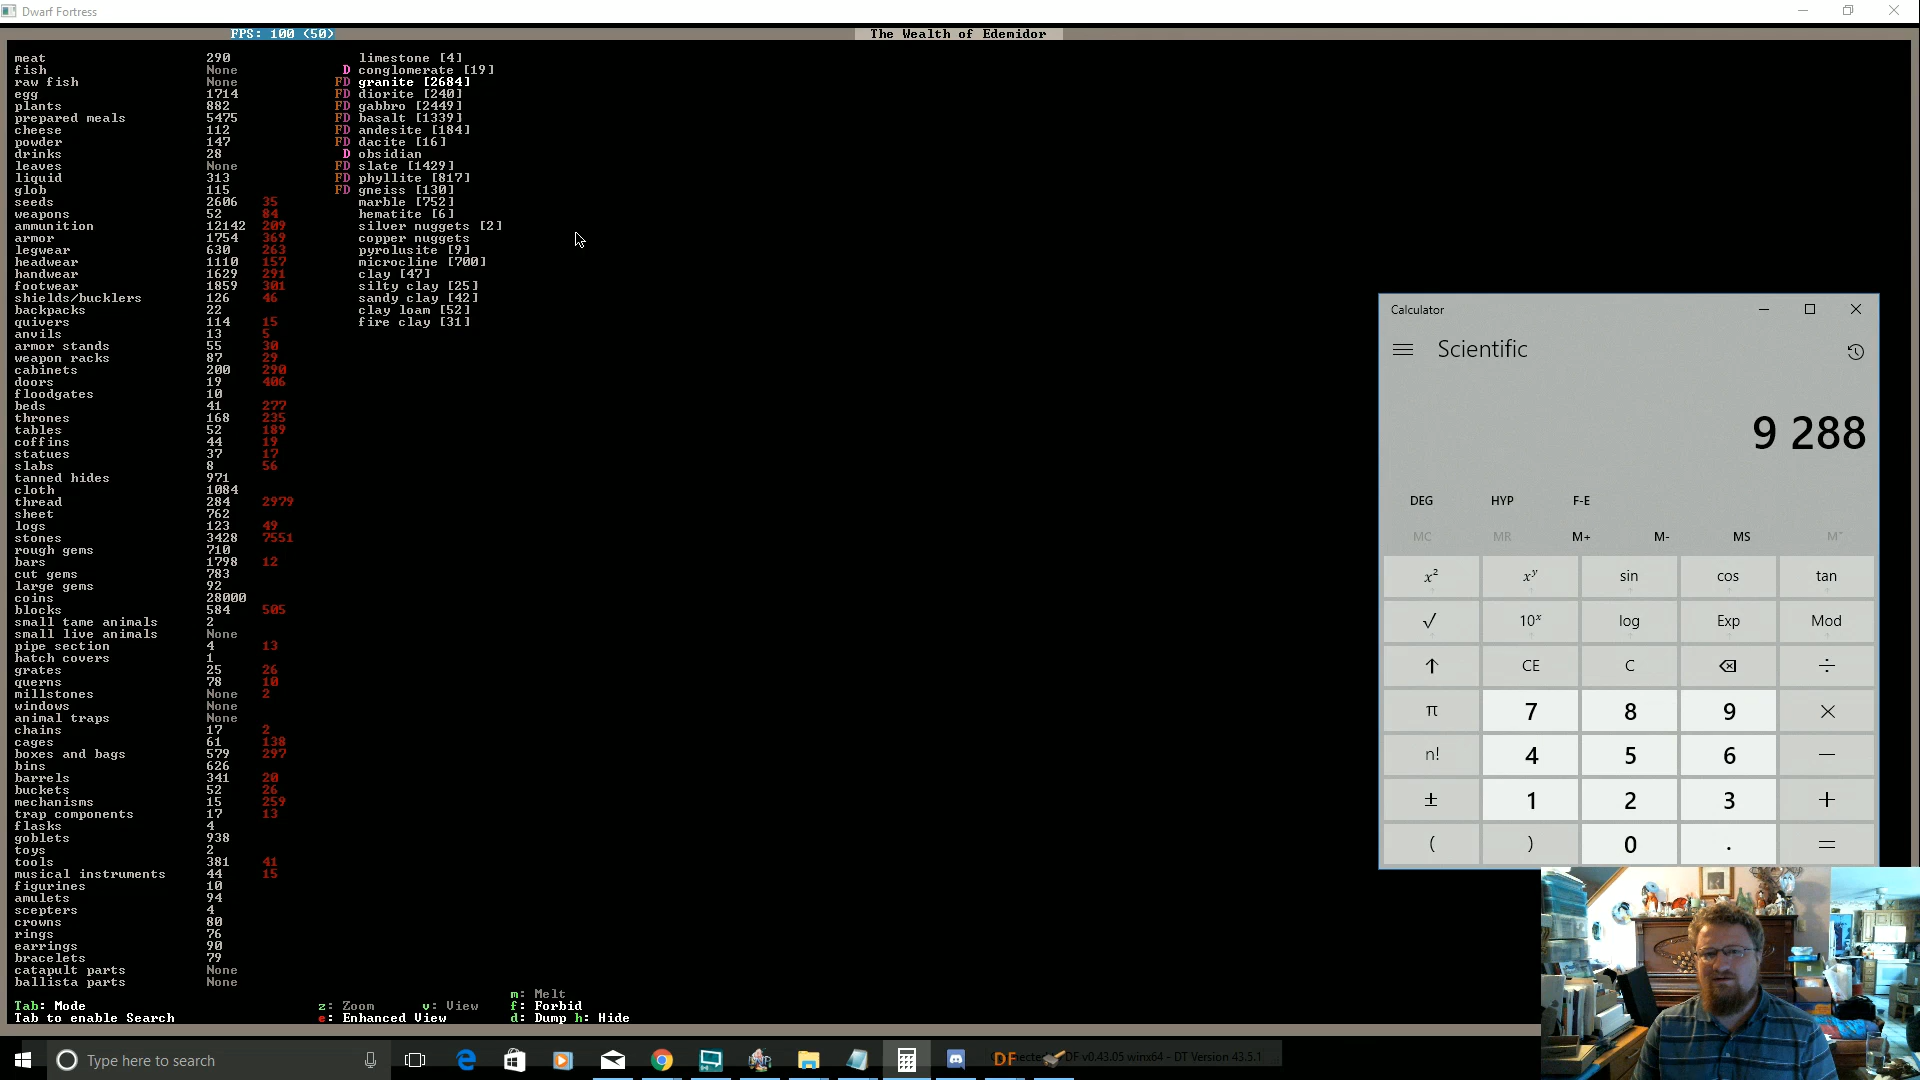 Dwarf Fortress
FPS: 100 (50)
The Wealth of Edemidor
meat 290
fish None
raw fish None
egg 1714
plants 882
prepared meals 5475
cheese 112
powder 147
drinks 28
leaves None
liquid 313
glob 115
seeds 2606 35
weapons 52 84
ammunition 12142 209
armor 1754 369
legwear 630 263
headwear 1110 157
handwear 1629 291
footwear 1859 301
shields/bucklers 126 46
backpacks 22
quivers 114 15
anvils 13 5
armor stands 55 30
weapon racks 87 29
cabinets 200 290
doors 19 406
floodgates 10
beds 41 277
thrones 168 235
tables 52 189
coffins 44 19
statues 37 17
slabs 8 56
tanned hides 971
cloth 1084
thread 284 2979
sheet 762
logs 123 49
stones 3428 7551
rough gems 710
bars 1798 12
cut gems 783
large gems 92
coins 28000
blocks 584 505
small tame animals 2
small live animals None
pipe section 4 13
hatch covers 1
grates 25 26
querns 78 10
millstones None 2
windows None
animal traps None
chains 17 2
cages 61 138
boxes and bags 579 297
bins 626
barrels 341 20
buckets 52 26
mechanisms 15 259
trap components 17 13
flasks 4
goblets 938
toys 2
tools 381 41
musical instruments 44 15
figurines 10
amulets 94
scepters 4
crowns 80
rings 76
earrings 90
bracelets 79
catapult parts None
ballista parts None
limestone [4]
D conglomerate [19]
FD granite [2684]
FD diorite [240]
FD gabbro [2449]
FD basalt [1339]
FD andesite [184]
FD dacite [16]
D obsidian
FD slate [1429]
FD phyllite [817]
FD gneiss [130]
marble [752]
hematite [6]
silver nuggets [2]
copper nuggets
pyrolusite [9]
microcline [700]
clay [47]
silty clay [25]
sandy clay [42]
clay loam [52]
fire clay [31]
m: Melt
Tab: Mode z: Zoom v: View f: Forbid
Tab to enable Search e: Enhanced View d: Dump h: Hide
Calculator
Scientific
9 288
DEG HYP F-E
MC MR M+ M- MS M˅
x² xʸ sin cos tan
√ 10ˣ log Exp Mod
↑ CE C ⌫ ÷
π 7 8 9 ×
n! 4 5 6 −
± 1 2 3 +
( ) 0 . =
Type here to search
DF
DF v0.43.05 winx64 - DT Version 43.5.1